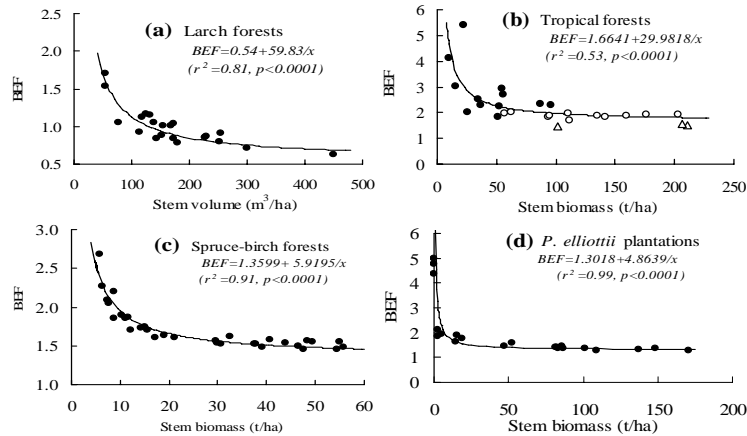 (a) Larch forests
BEF=0.54+59.83/x
(r² =0.81, p<0.0001)
BEF
2.5
2.0
1.5
1.0
0.5
0
100
200
300
400
500
Stem volume (m³/ha)
(b) Tropical forests
BEF=1.6641+29.9818/x
(r² =0.53, p<0.0001)
BEF
6
5
4
3
2
1
0
0
50
100
150
200
250
Stem biomass (t/ha)
(c) Spruce-birch forests
BEF=1.3599+ 5.9195/x
(r² =0.91, p<0.0001)
BEF
3.0
2.5
2.0
1.5
1.0
0
10
20
30
40
50
60
Stem biomass (t/ha)
(d) P. elliottii plantations
BEF=1.3018+4.8639/x
(r² =0.99, p<0.0001)
BEF
6
5
4
3
2
1
0
0
50
100
150
200
Stem biomass (t/ha)